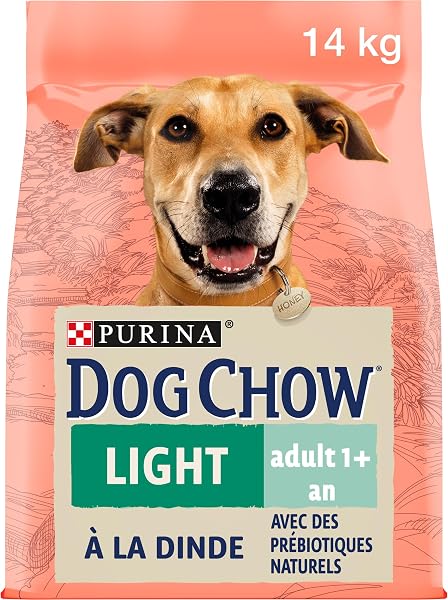 14 kg
HONEY
PURINA®
DOG CHOW®
LIGHT
adult 1+
an
À LA DINDE
AVEC DES
PRÉBIOTIQUES
NATURELS